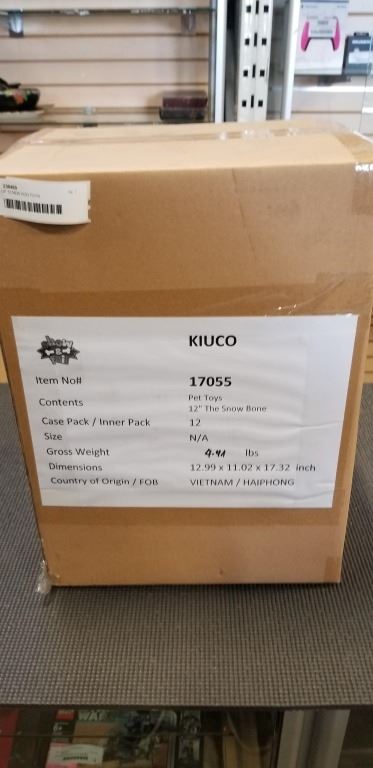 238469
KIUCO
Item No# 17055
Contents Pet Toys
12" The Snow Bone
Case Pack / Inner Pack 12
Size N/A
Gross Weight 4.41 lbs
Dimensions 12.99 x 11.02 x 17.32 inch
Country of Origin / FOB VIETNAM / HAIPHONG